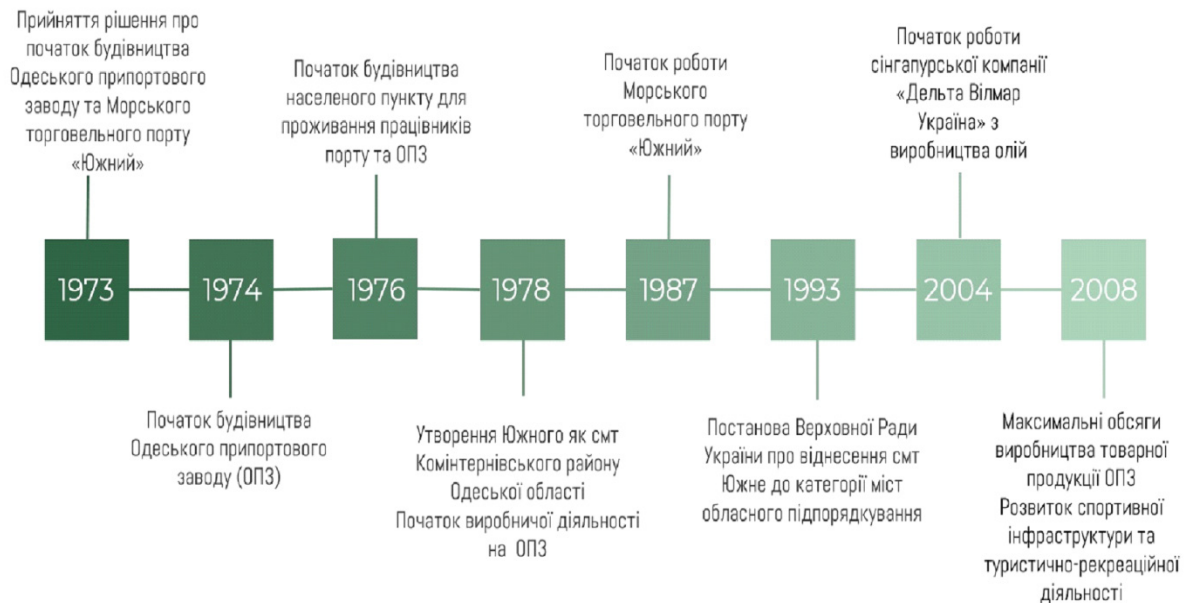 Прийняття рішення про
початок будівництва
Одеського припортового
заводу та Морського
торговельного порту
«Южний»
Початок будівництва
населеного пункту для
проживання працівників
порту та ОПЗ
Початок роботи
Морського
торговельного порту
«Южний»
Початок роботи
сінгапурської компанії
«Дельта Вілмар
Україна» з
виробництва олій
1973
1974
1976
1978
1987
1993
2004
2008
Початок будівництва
Одеського припортового
заводу (ОПЗ)
Утворення Южного як смт
Комінтернівського району
Одеської області
Початок виробничої діяльності
на ОПЗ
Постанова Верховної Ради
України про віднесення смт
Южне до категорії міст
обласного підпорядкування
Максимальні обсяги
виробництва товарної
продукції ОПЗ
Розвиток спортивної
інфраструктури та
туристично-рекреаційної
діяльності